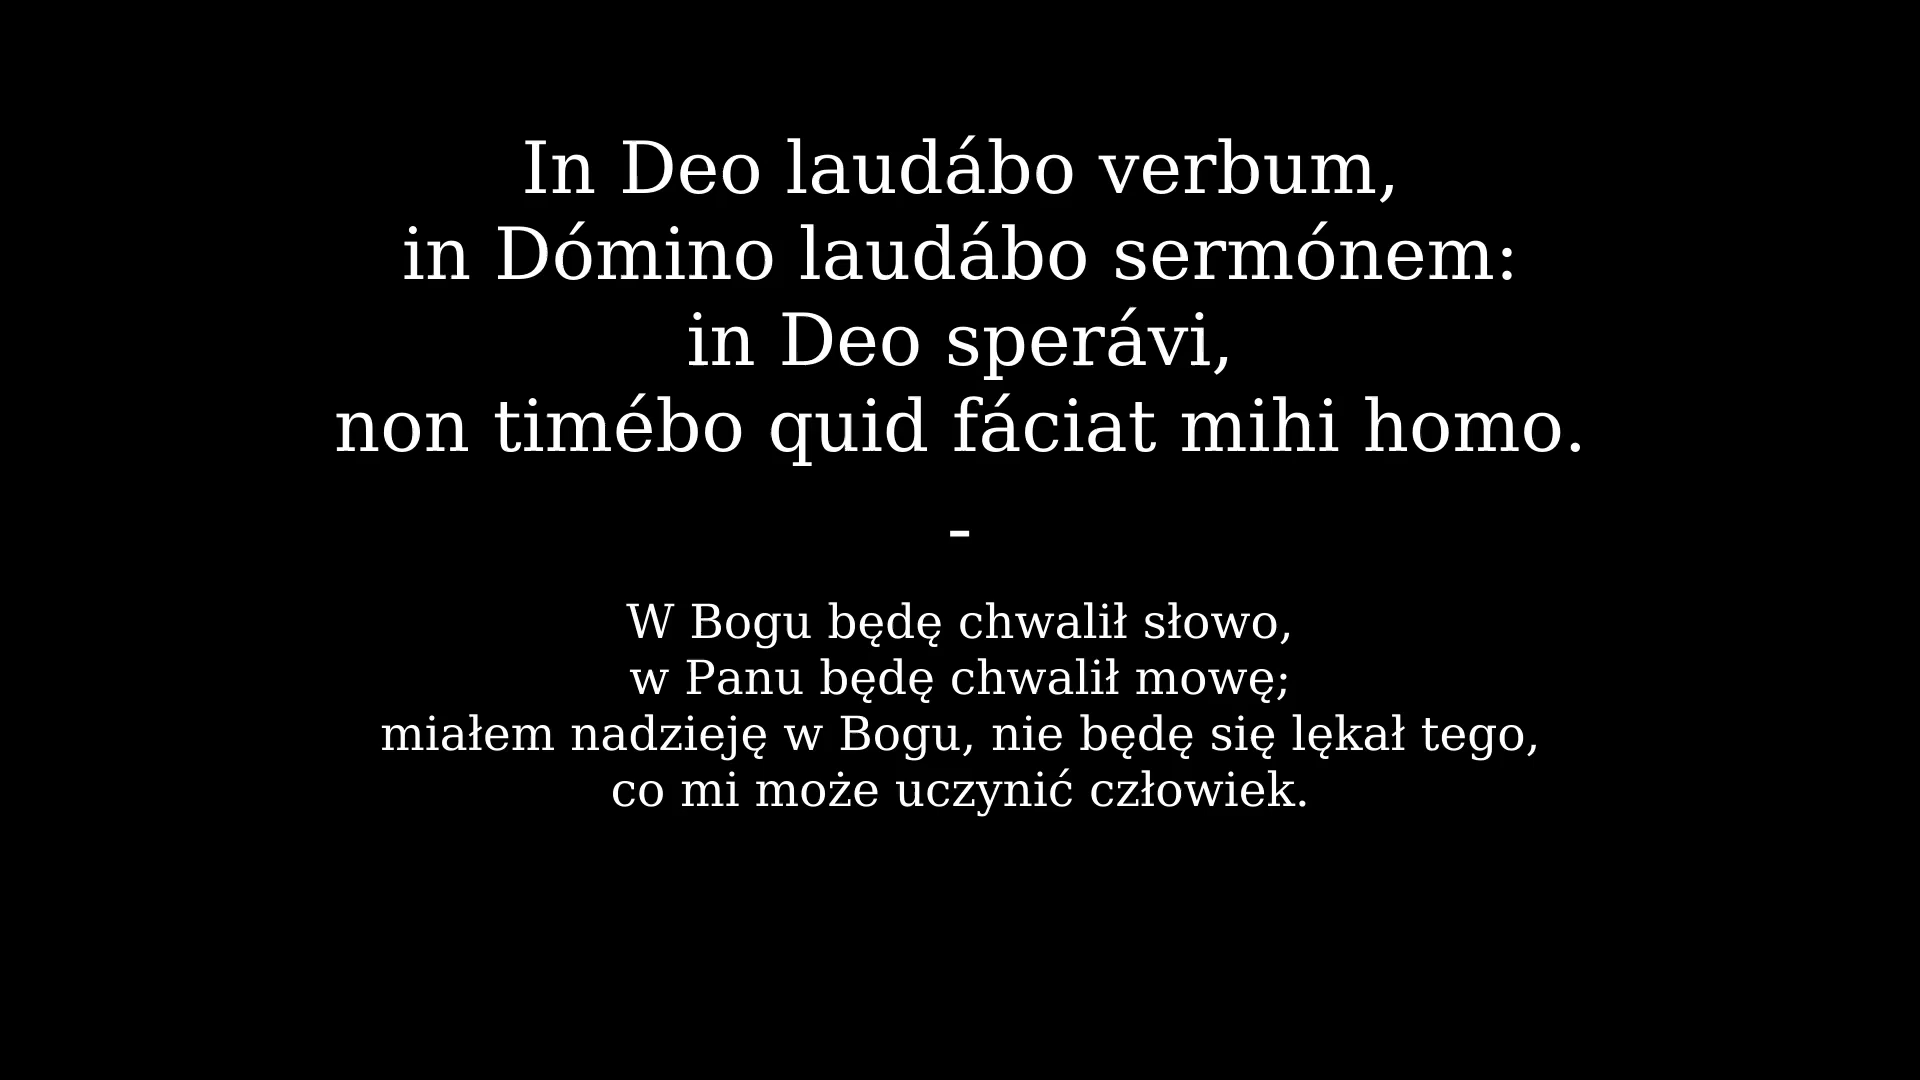 In Deo laudábo verbum,
in Dómino laudábo sermónem:
in Deo sperávi,
non timébo quid fáciat mihi homo.
-
W Bogu będę chwalił słowo,
w Panu będę chwalił mowę;
miałem nadzieję w Bogu, nie będę się lękał tego,
co mi może uczynić człowiek.